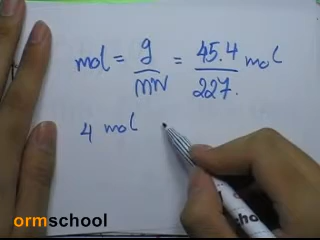 mol = g/MW = 45.4/227. mol
4 mol
ormschool